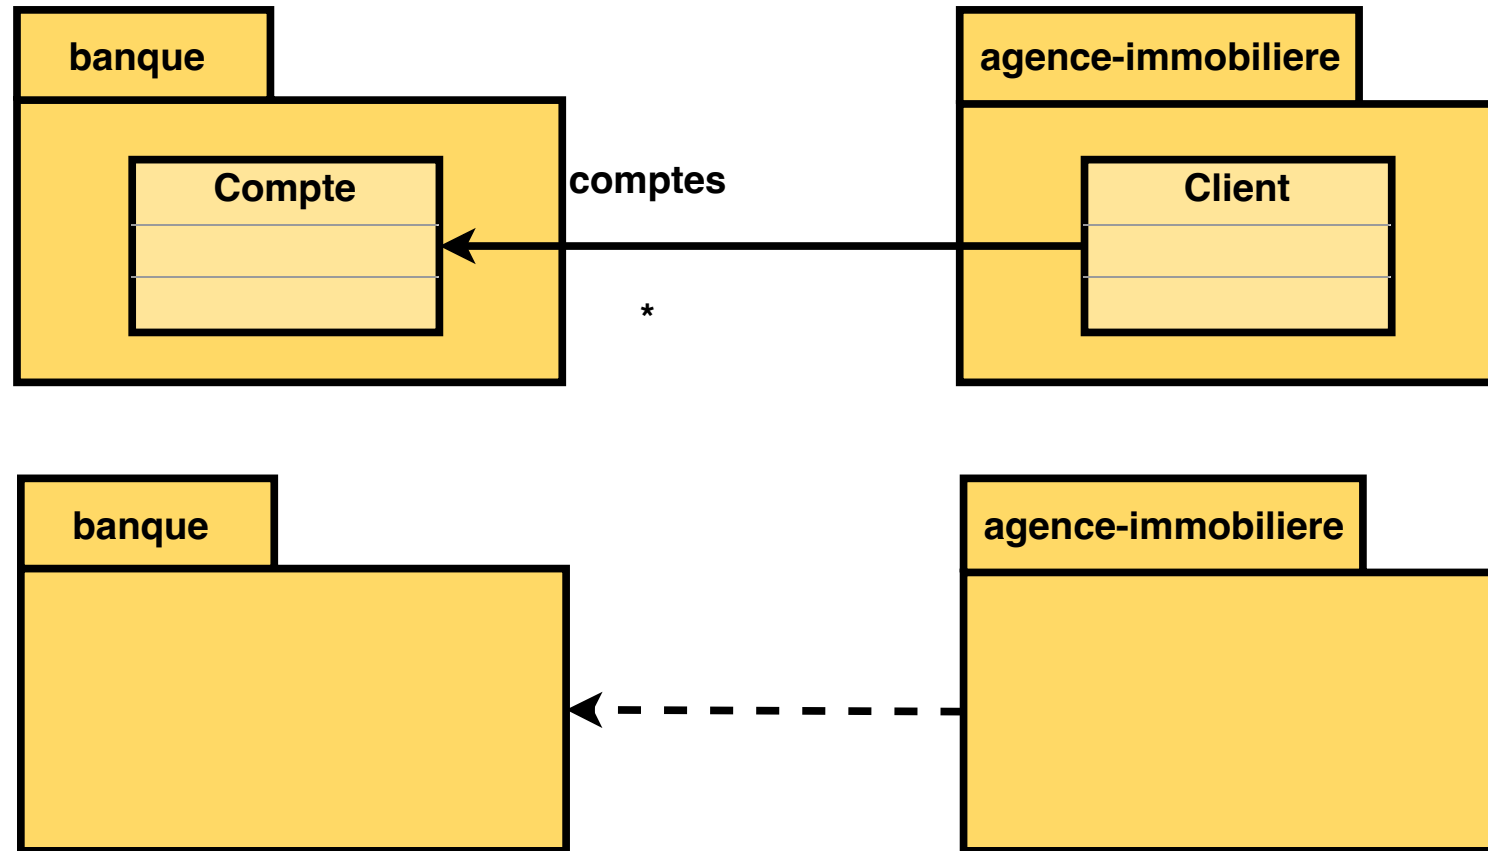 banque
agence-immobiliere
Compte
comptes
Client
*
banque
agence-immobiliere